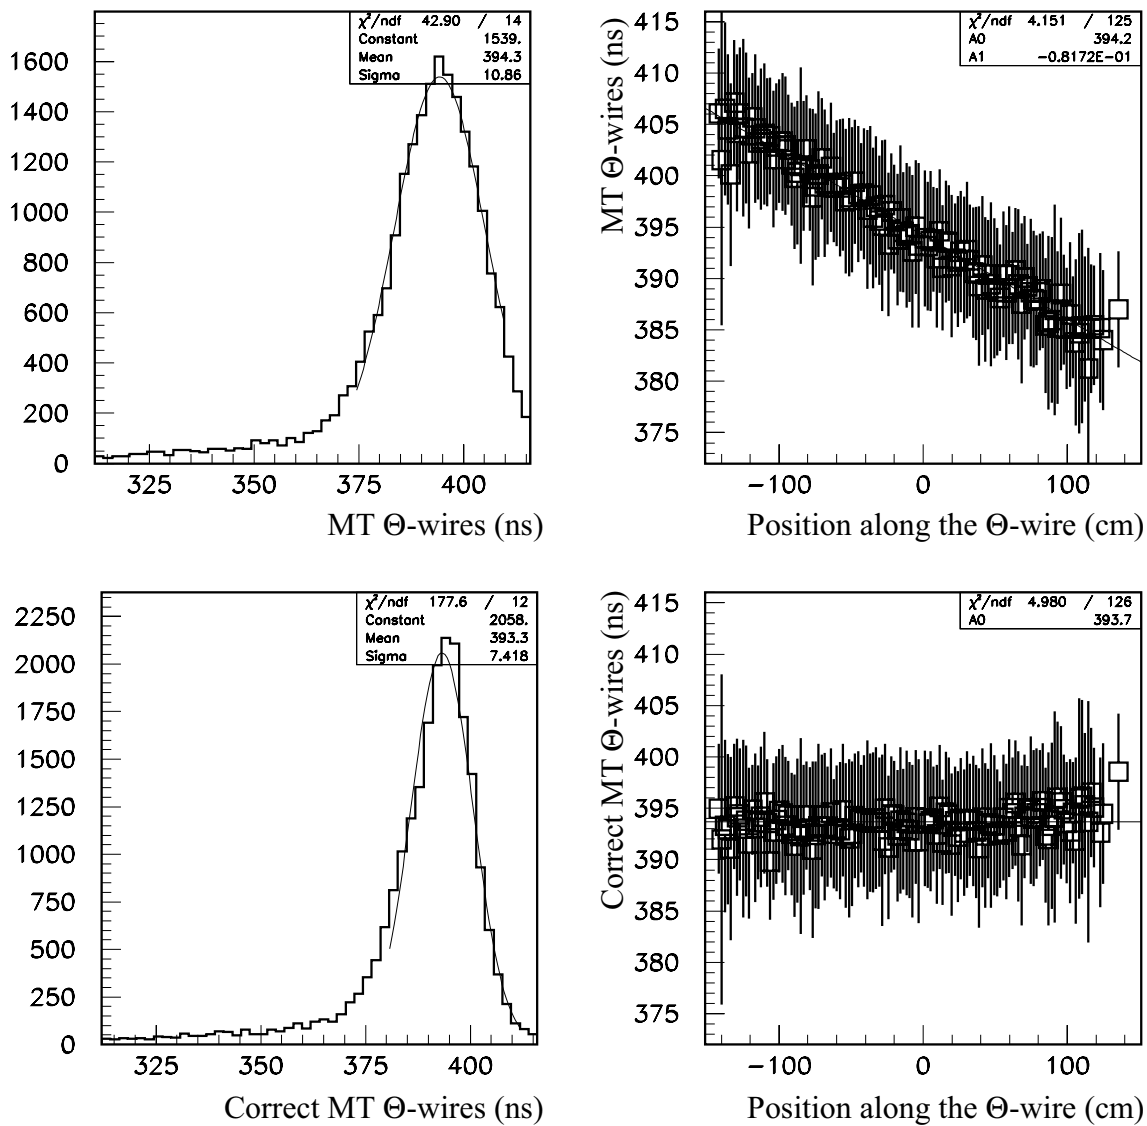 χ²/ndf 42.90 / 14
Constant 1539.
Mean 394.3
Sigma 10.86
1600
1400
1200
1000
800
600
400
200
0
325 350 375 400
MT Θ-wires (ns)
χ²/ndf 4.151 / 125
A0 394.2
A1 −0.8172E−01
415
410
405
400
395
390
385
380
375
MT Θ-wires (ns)
−100 0 100
Position along the Θ-wire (cm)
χ²/ndf 177.6 / 12
Constant 2058.
Mean 393.3
Sigma 7.418
2250
2000
1750
1500
1250
1000
750
500
250
0
325 350 375 400
Correct MT Θ-wires (ns)
χ²/ndf 4.980 / 126
A0 393.7
415
410
405
400
395
390
385
380
375
Correct MT Θ-wires (ns)
−100 0 100
Position along the Θ-wire (cm)